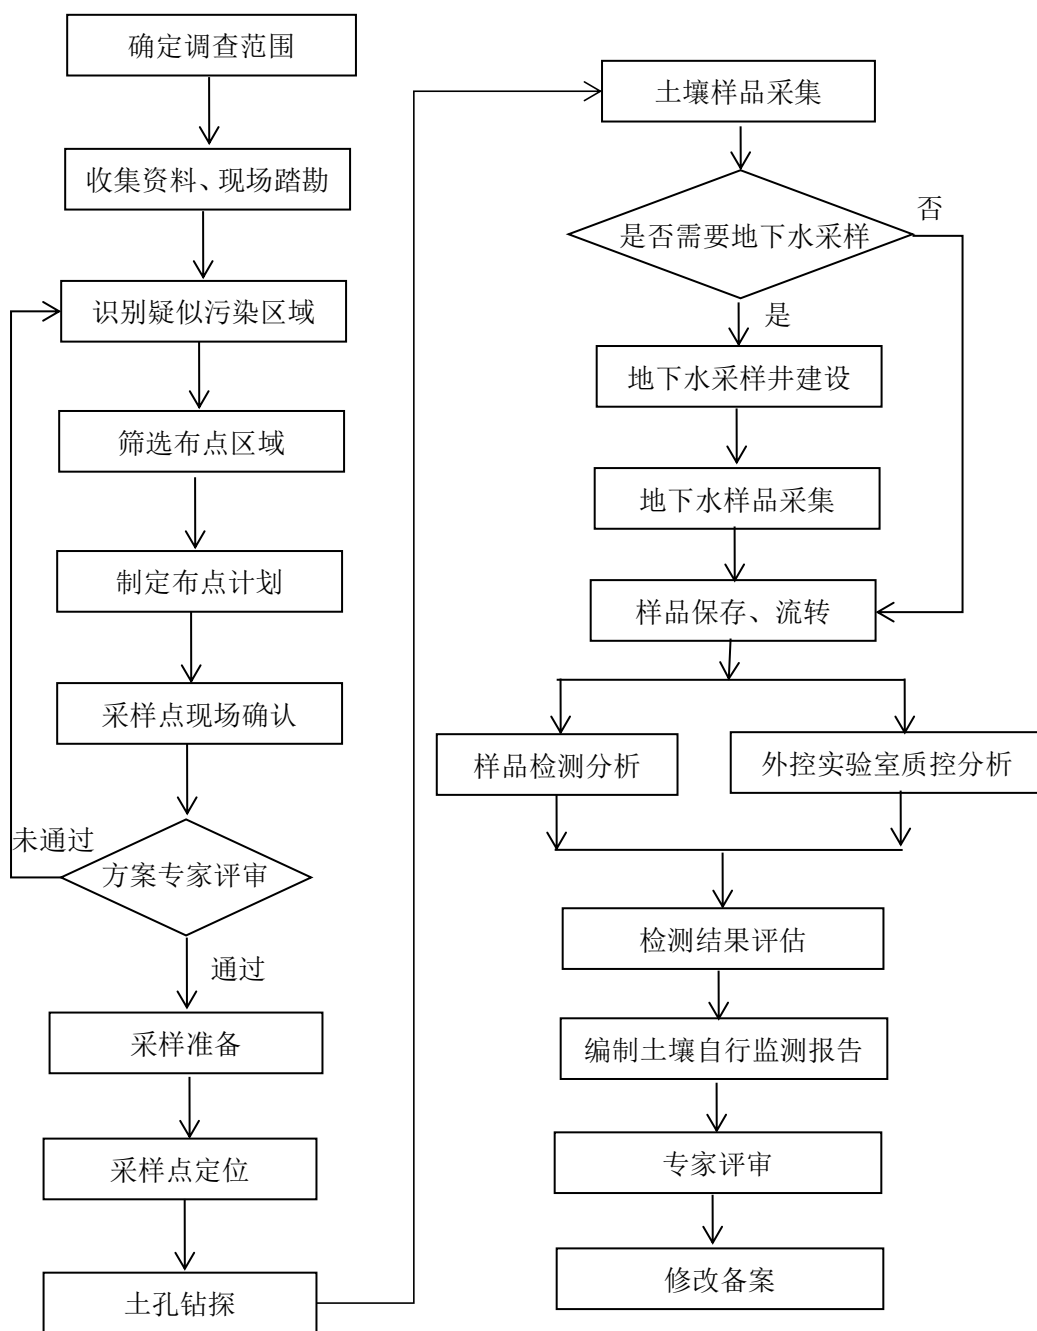 确定调查范围
收集资料、现场踏勘
识别疑似污染区域
筛选布点区域
制定布点计划
采样点现场确认
未通过
方案专家评审
通过
采样准备
采样点定位
土孔钻探
土壤样品采集
否
是否需要地下水采样
是
地下水采样井建设
地下水样品采集
样品保存、流转
样品检测分析
外控实验室质控分析
检测结果评估
编制土壤自行监测报告
专家评审
修改备案